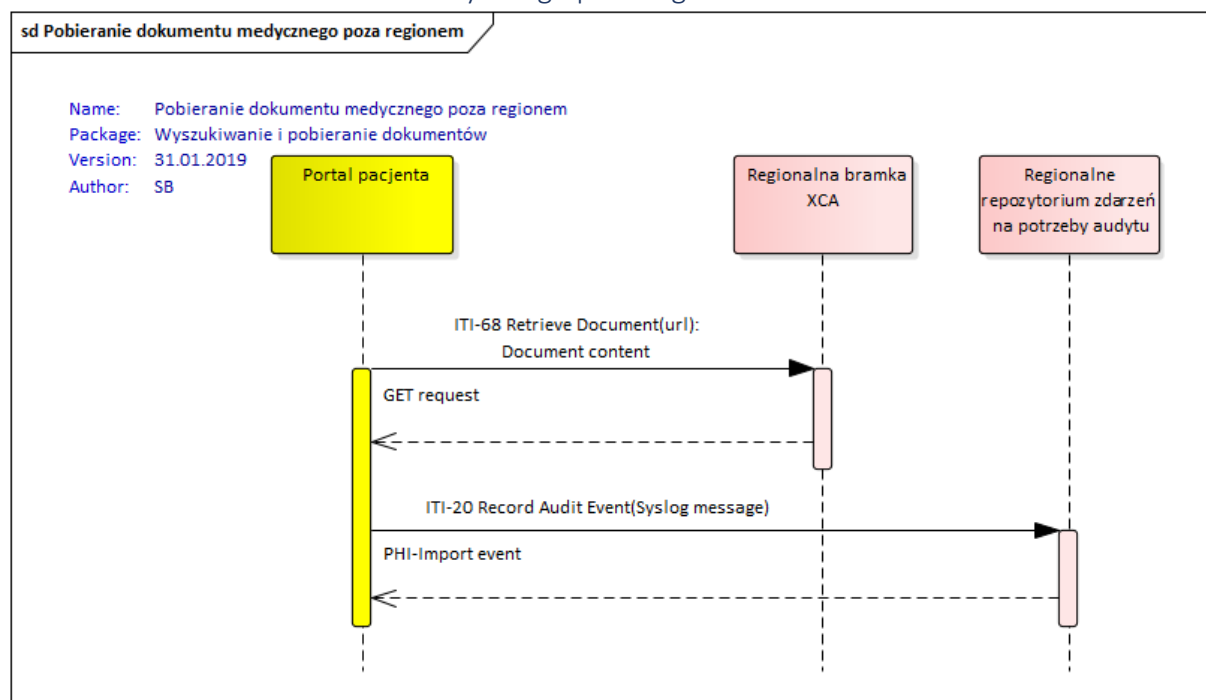 sd Pobieranie dokumentu medycznego poza regionem
Name: Pobieranie dokumentu medycznego poza regionem
Package: Wyszukiwanie i pobieranie dokumentów
Version: 31.01.2019
Author: SB
Portal pacjenta
Regionalna bramka
XCA
Regionalne
repozytorium zdarzeń
na potrzeby audytu
ITI-68 Retrieve Document(url):
Document content
GET request
ITI-20 Record Audit Event(Syslog message)
PHI-Import event